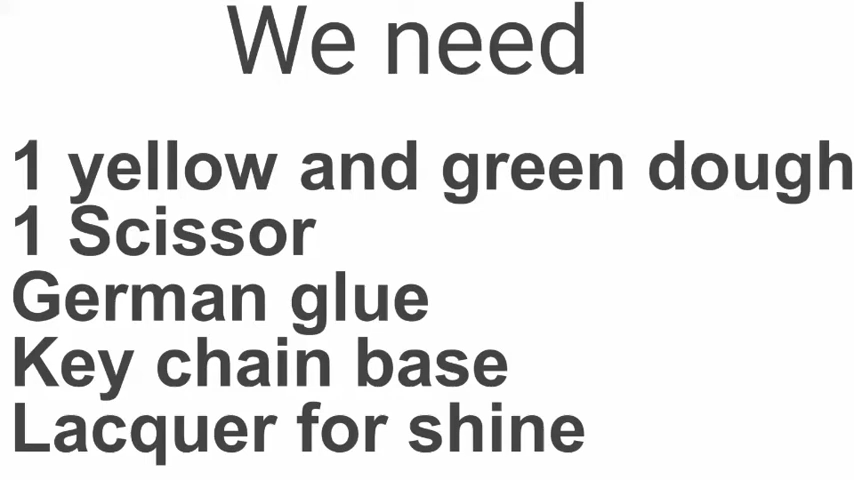 We need
1 yellow and green dough
1 Scissor
German glue
Key chain base
Lacquer for shine